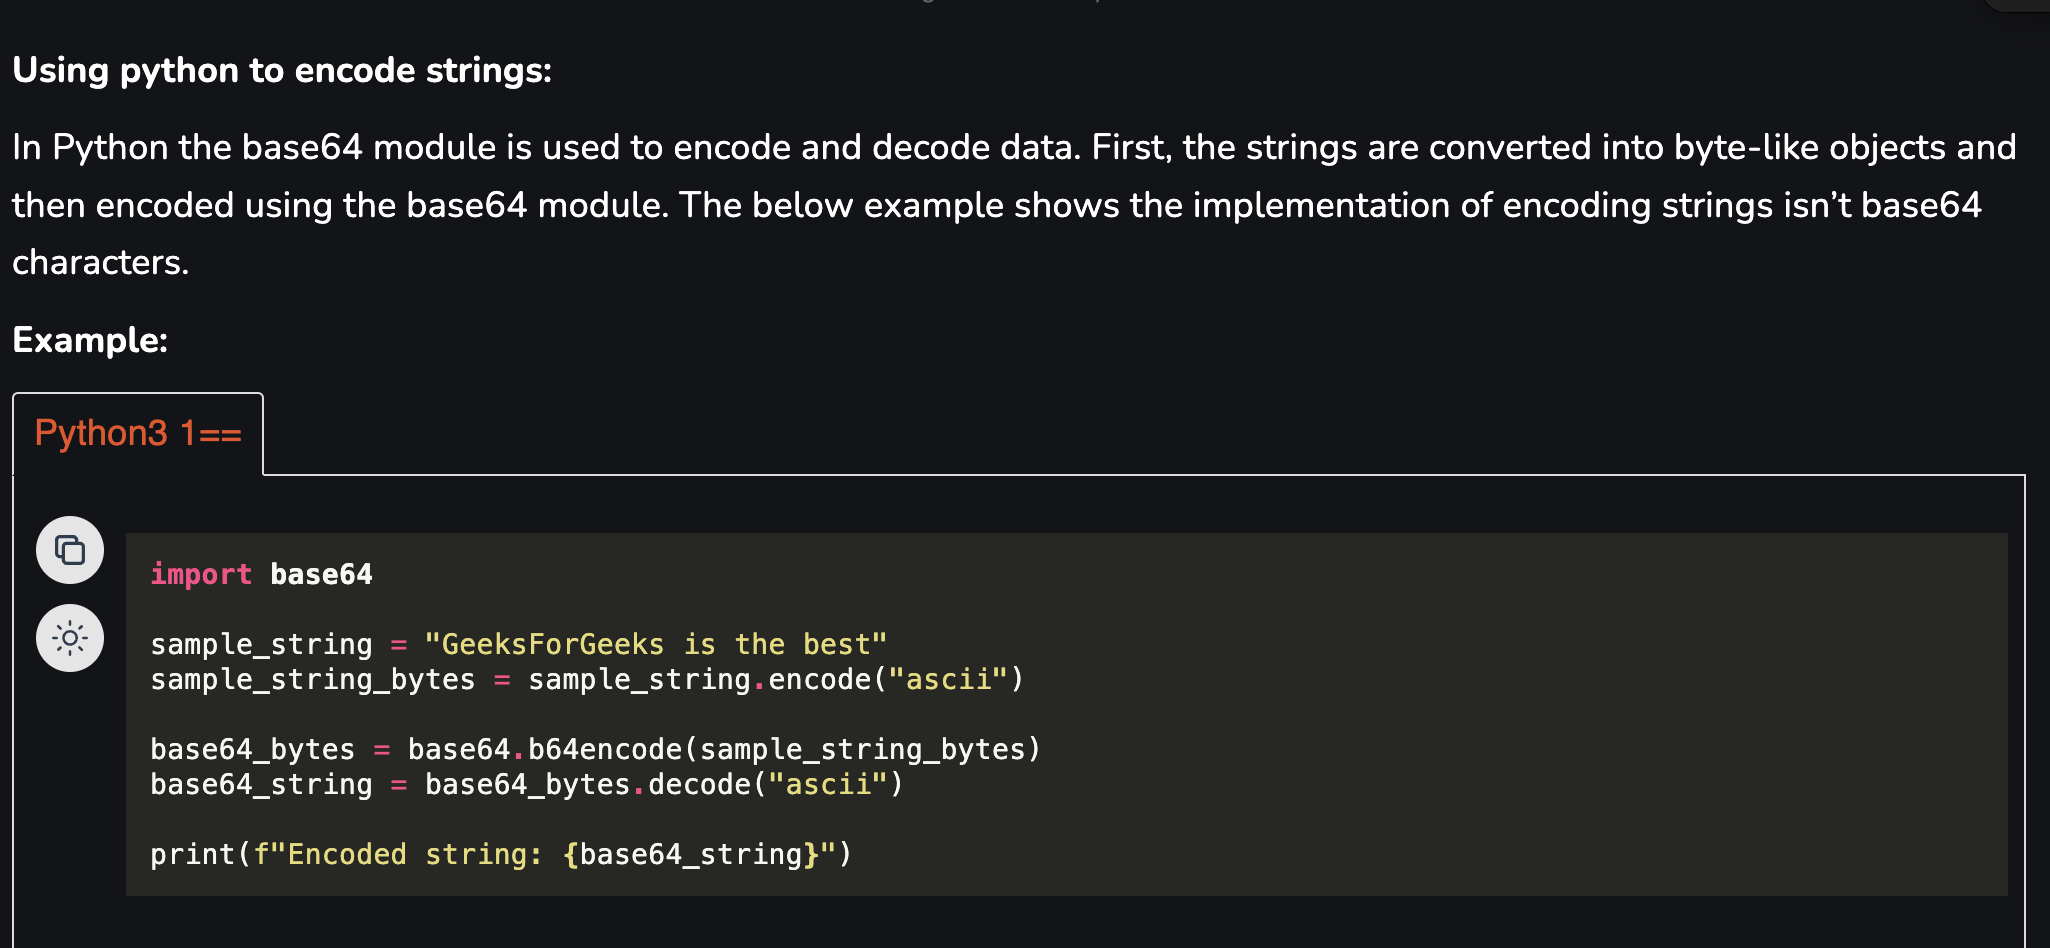 Using python to encode strings:
In Python the base64 module is used to encode and decode data. First, the strings are converted into byte-like objects and
then encoded using the base64 module. The below example shows the implementation of encoding strings isn’t base64
characters.
Example:
Python3 1==
import base64
sample_string = "GeeksForGeeks is the best"
sample_string_bytes = sample_string.encode("ascii")
base64_bytes = base64.b64encode(sample_string_bytes)
base64_string = base64_bytes.decode("ascii")
print(f"Encoded string: {base64_string}")